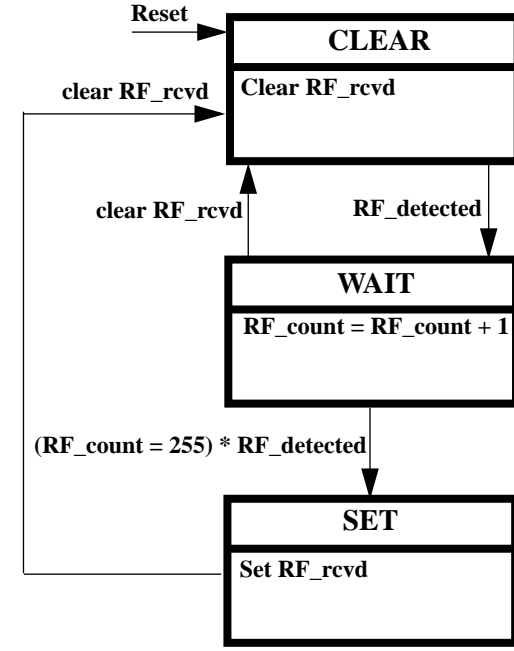 Reset
CLEAR
clear RF_rcvd
Clear RF_rcvd
clear RF_rcvd
RF_detected
WAIT
RF_count = RF_count + 1
(RF_count = 255) * RF_detected
SET
Set RF_rcvd